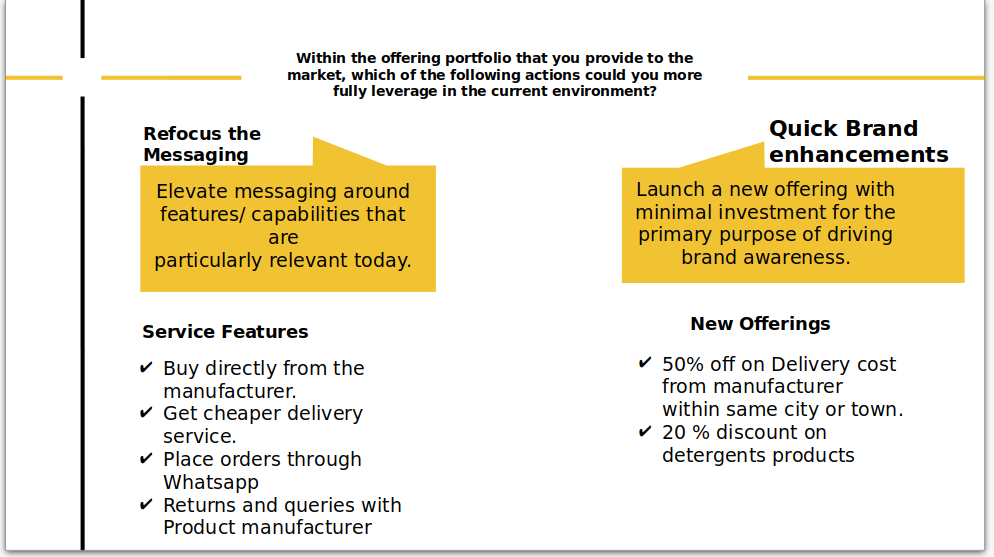 Within the offering portfolio that you provide to the
market, which of the following actions could you more
fully leverage in the current environment?
Refocus the
Messaging
Elevate messaging around
features/ capabilities that
are
particularly relevant today.
Service Features
✔ Buy directly from the
manufacturer.
✔ Get cheaper delivery
service.
✔ Place orders through
Whatsapp
✔ Returns and queries with
Product manufacturer
Quick Brand
enhancements
Launch a new offering with
minimal investment for the
primary purpose of driving
brand awareness.
New Offerings
✔ 50% off on Delivery cost
from manufacturer
within same city or town.
✔ 20 % discount on
detergents products